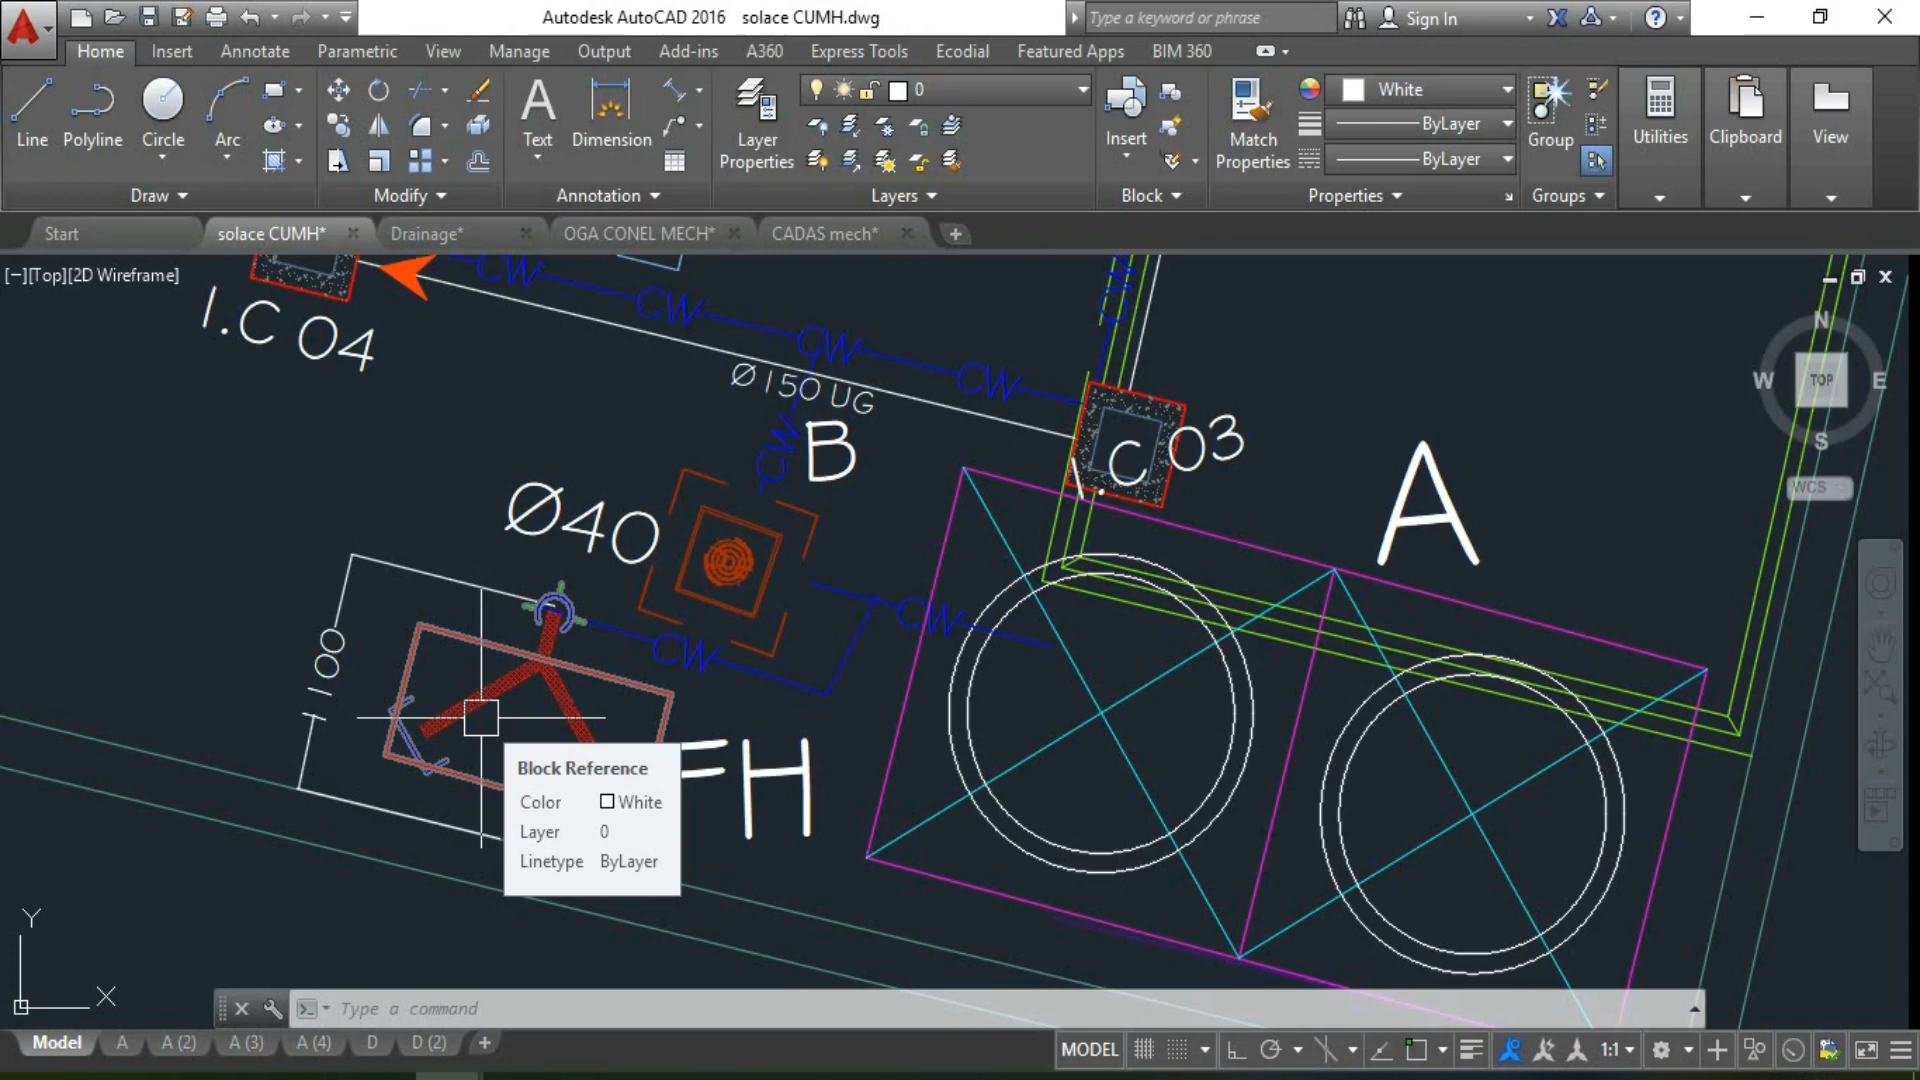 Autodesk AutoCAD 2016 solace CUMH.dwg
Type a keyword or phrase
Sign In
Home Insert Annotate Parametric View Manage Output Add-ins A360 Express Tools Ecodial Featured Apps BIM 360
Line Polyline Circle Arc
Text Dimension
Layer Properties
0
Insert
Match Properties
White
ByLayer
ByLayer
Group
Utilities
Clipboard
View
Draw Modify Annotation Layers Block Properties Groups
Start solace CUMH* Drainage* OGA CONEL MECH* CADAS mech*
[−][Top][2D Wireframe]
N
W TOP E
S
WCS
I.C 04
CW
CW
CW
CW
CW
Ø150 UG
CW
B
I.C 03
A
Ø40
CW
CW
1100
FH
Block Reference
Color White
Layer 0
Linetype ByLayer
Y
X
Type a command
Model A A (2) A (3) A (4) D D (2)
MODEL 1:1